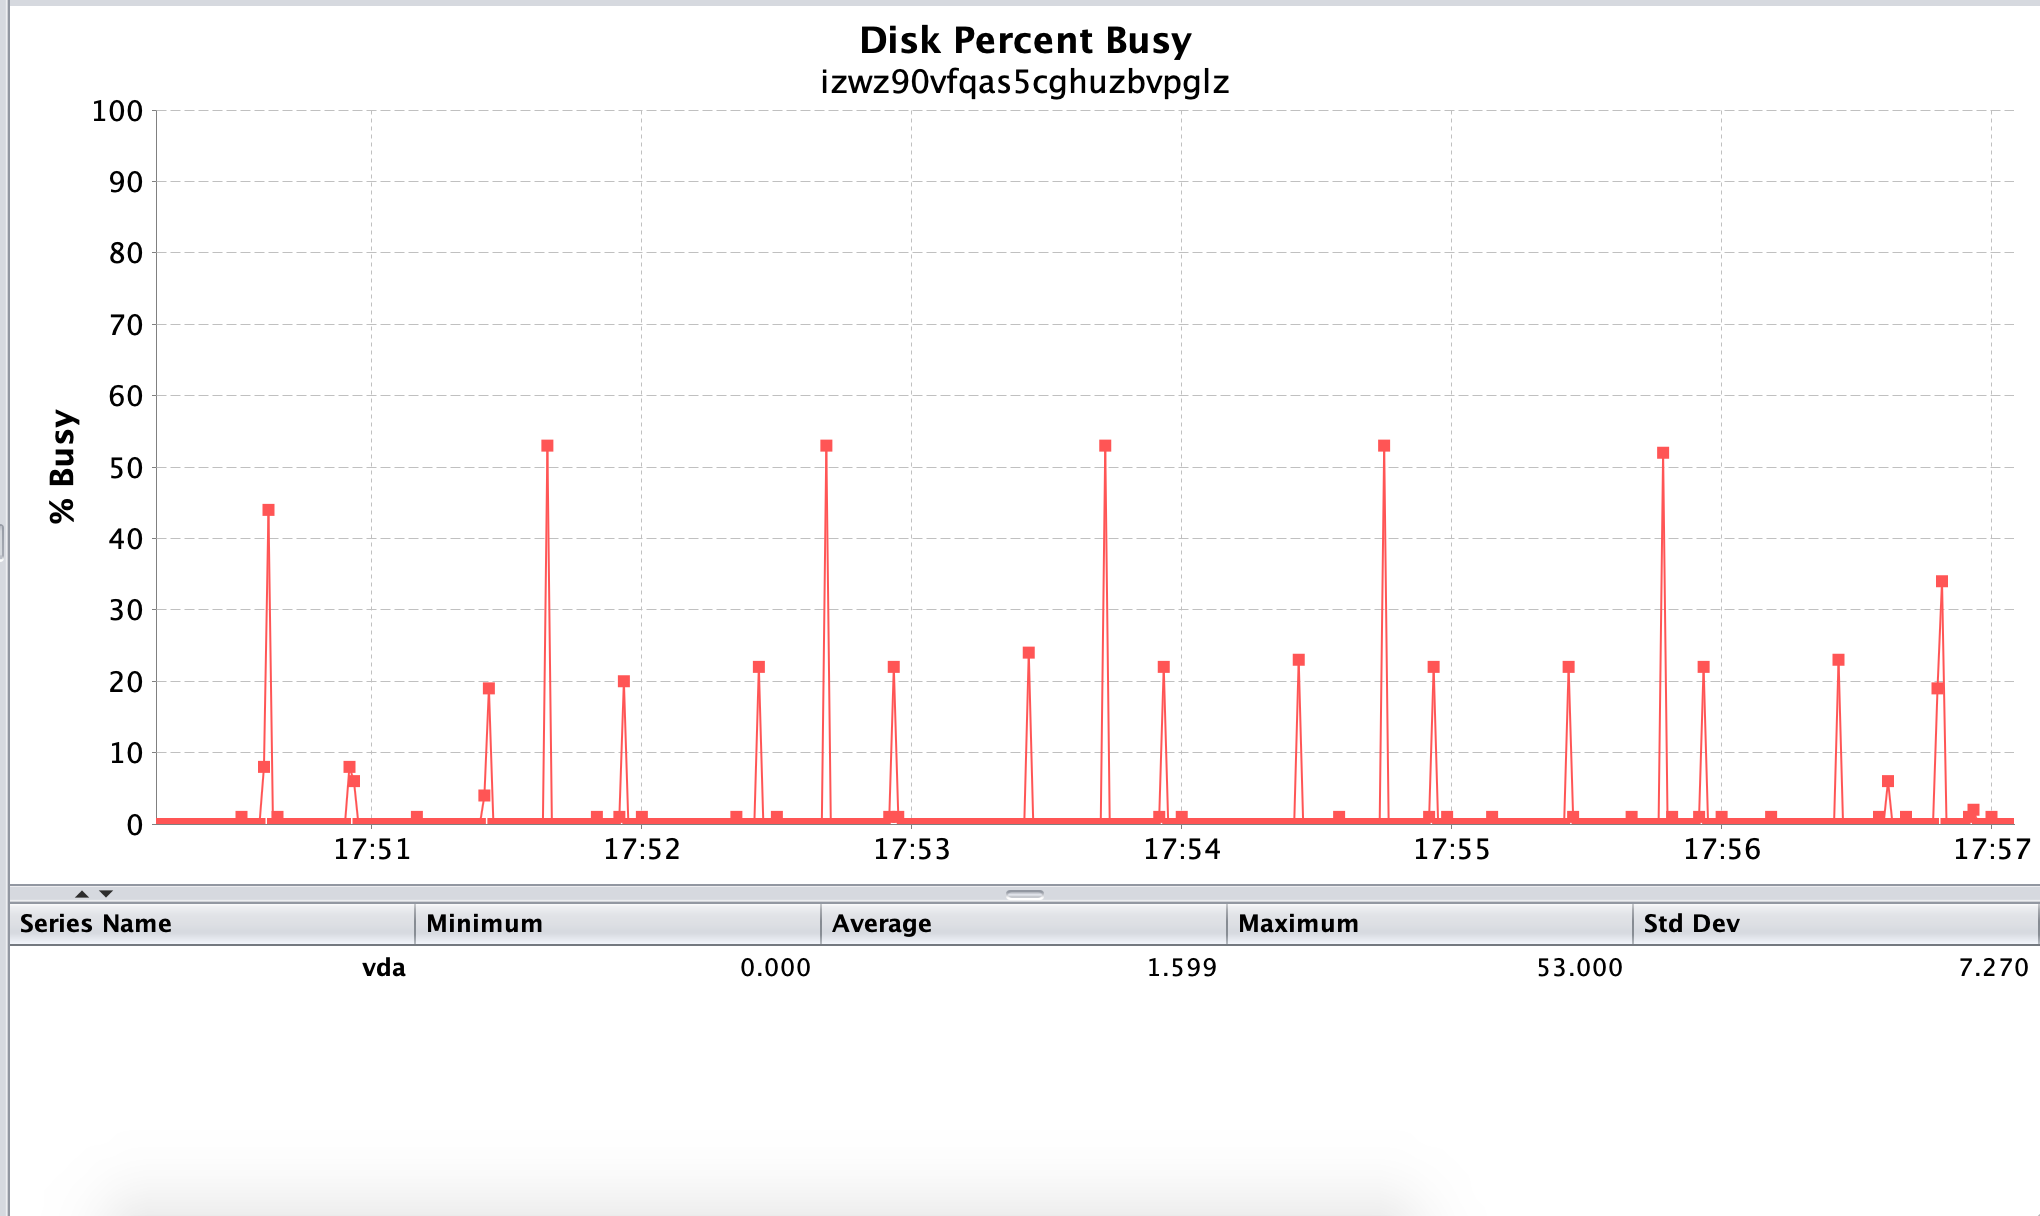 Disk Percent Busy
izwz90vfqas5cghuzbvpglz
100
90
80
70
60
50
40
30
20
10
0
% Busy
17:51 17:52 17:53 17:54 17:55 17:56 17:57
Series Name Minimum Average Maximum Std Dev
vda 0.000 1.599 53.000 7.270